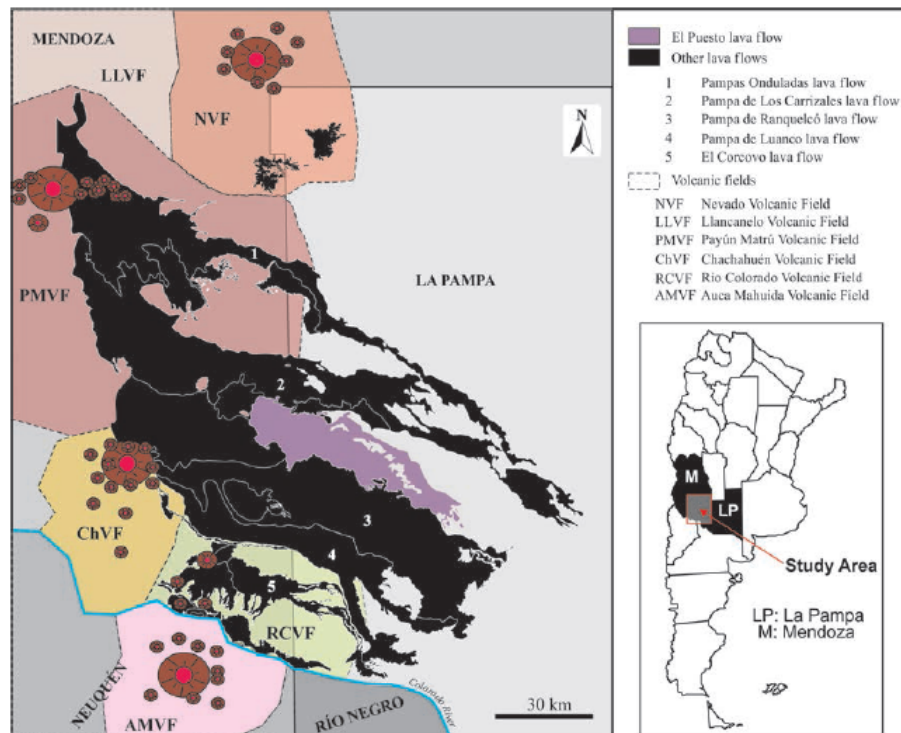 MENDOZA
LLVF
NVF
N
1
PMVF
LA PAMPA
2
3
ChVF
4
5
RCVF
NEUQUÉN
AMVF
RÍO NEGRO
Colorado River
30 km
El Puesto lava flow
Other lava flows
1 Pampas Onduladas lava flow
2 Pampa de Los Carrizales lava flow
3 Pampa de Ranquelcó lava flow
4 Pampa de Luanco lava flow
5 El Corcovo lava flow
Volcanic fields
NVF Nevado Volcanic Field
LLVF Llancanelo Volcanic Field
PMVF Payún Matrú Volcanic Field
ChVF Chachahuén Volcanic Field
RCVF Río Colorado Volcanic Field
AMVF Auca Mahuida Volcanic Field
M
LP
Study Area
LP: La Pampa
M: Mendoza